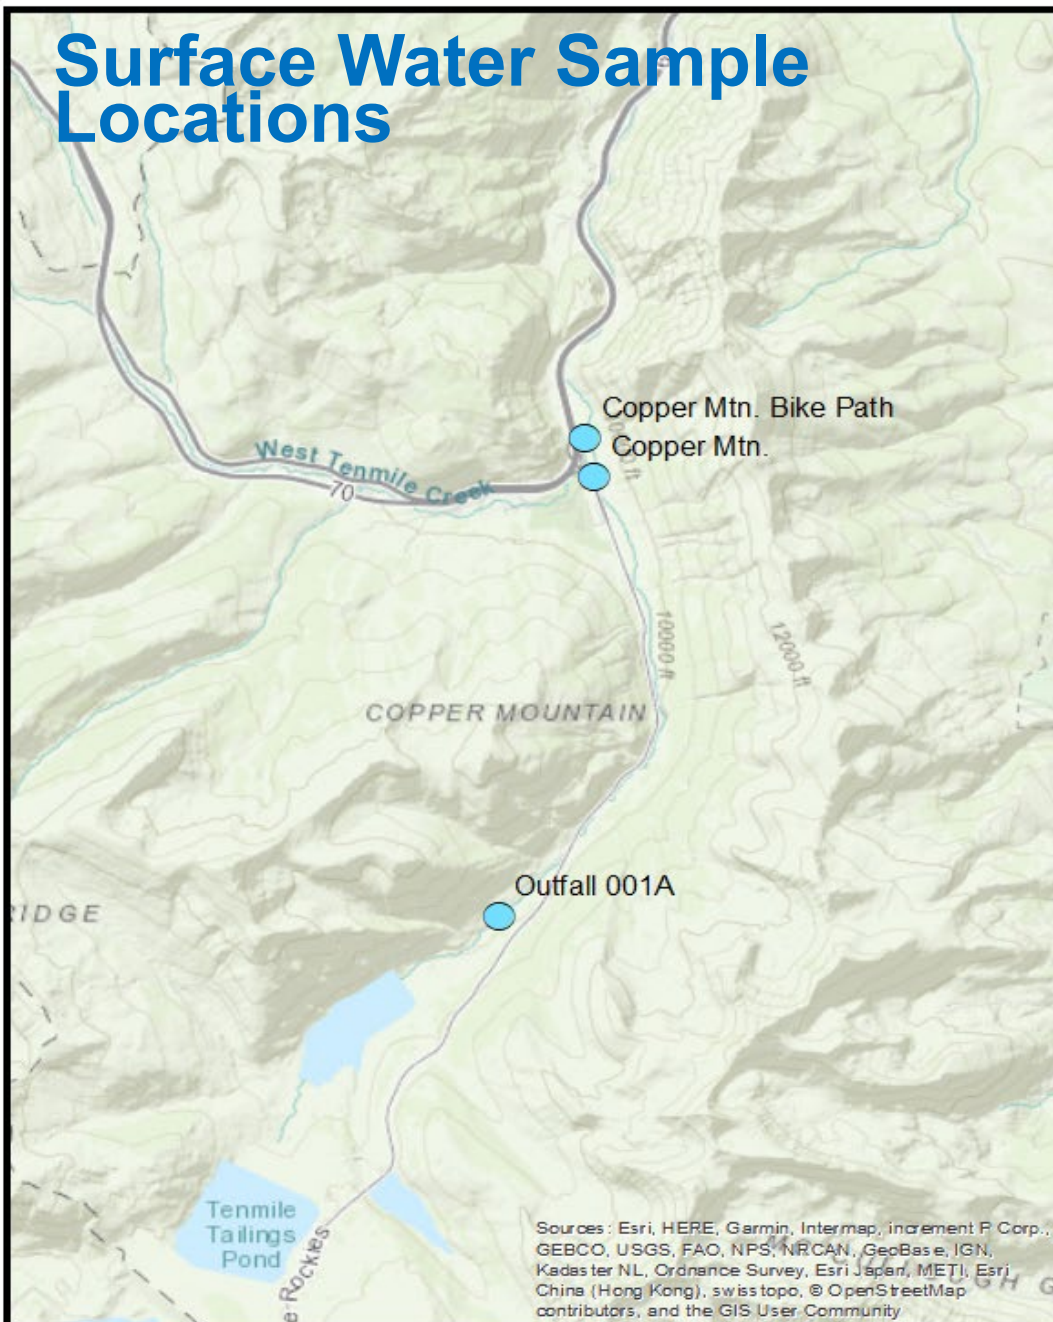 Surface Water Sample
Locations
Copper Mtn. Bike Path
Copper Mtn.
West Tenmile Creek
70
10000 ft
12000 ft
COPPER MOUNTAIN
Outfall 001A
RIDGE
Tenmile
Tailings
Pond
Rockies
Sources: Esri, HERE, Garmin, Intermap, increment P Corp.,
GEBCO, USGS, FAO, NPS, NRCAN, GeoBase, IGN,
Kadaster NL, Ordnance Survey, Esri Japan, METI, Esri
China (Hong Kong), swisstopo, © OpenStreetMap
contributors, and the GIS User Community